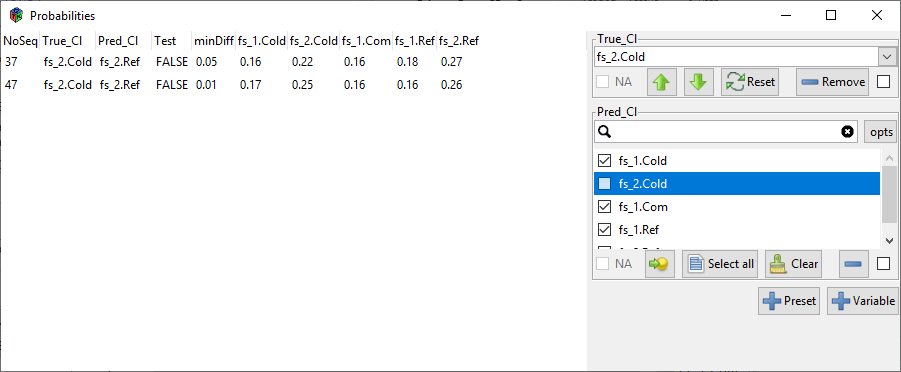 Probabilities
NoSeq True_Cl Pred_Cl Test minDiff fs_1.Cold fs_2.Cold fs_1.Com fs_1.Ref fs_2.Ref
37 fs_2.Cold fs_2.Ref FALSE 0.05 0.16 0.22 0.16 0.18 0.27
47 fs_2.Cold fs_2.Ref FALSE 0.01 0.17 0.25 0.16 0.16 0.26
True_Cl
fs_2.Cold
NA Reset Remove
Pred_Cl
opts
fs_1.Cold
fs_2.Cold
fs_1.Com
fs_1.Ref
NA Select all Clear
Preset Variable